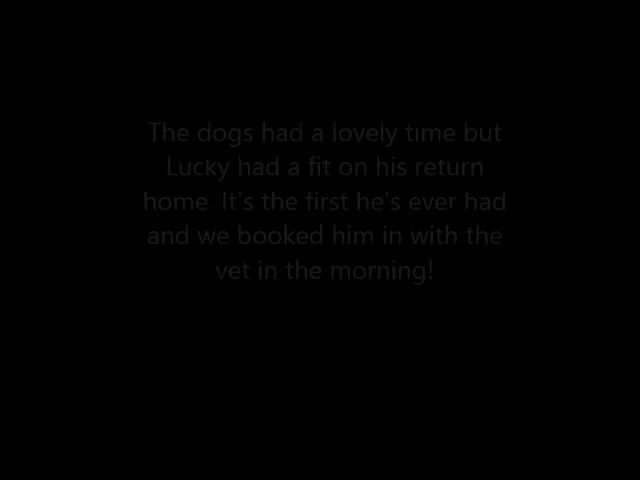 The dogs had a lovely time but
Lucky had a fit on his return
home. It's the first he's ever had
and we booked him in with the
vet in the morning!